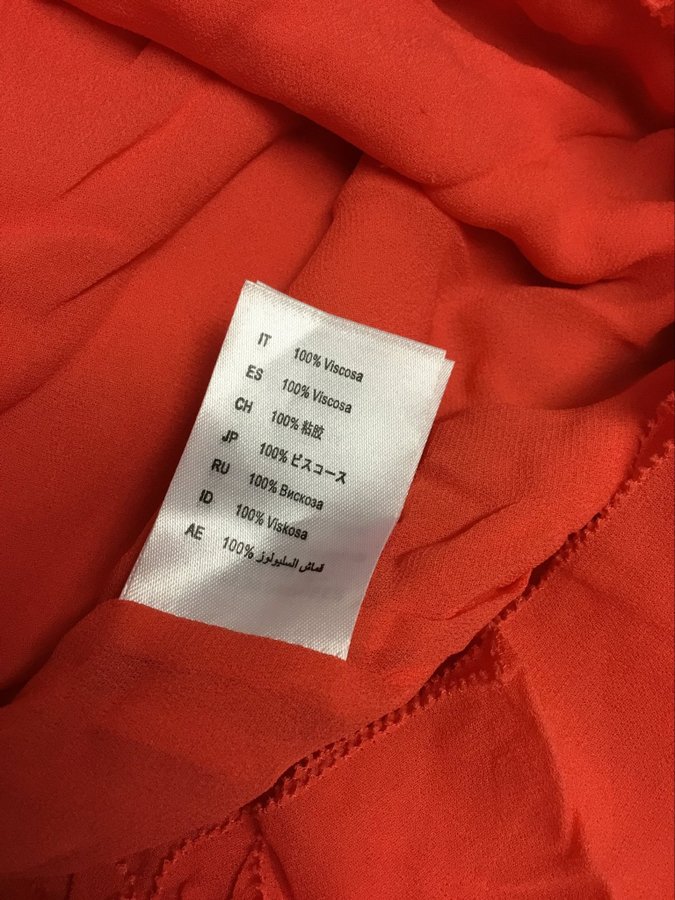 IT 100% Viscosa
ES 100% Viscosa
CH 100% 粘胶
JP 100% ビスコース
RU 100% Вискоза
ID 100% Viskosa
AE 100% قماش السليولوز